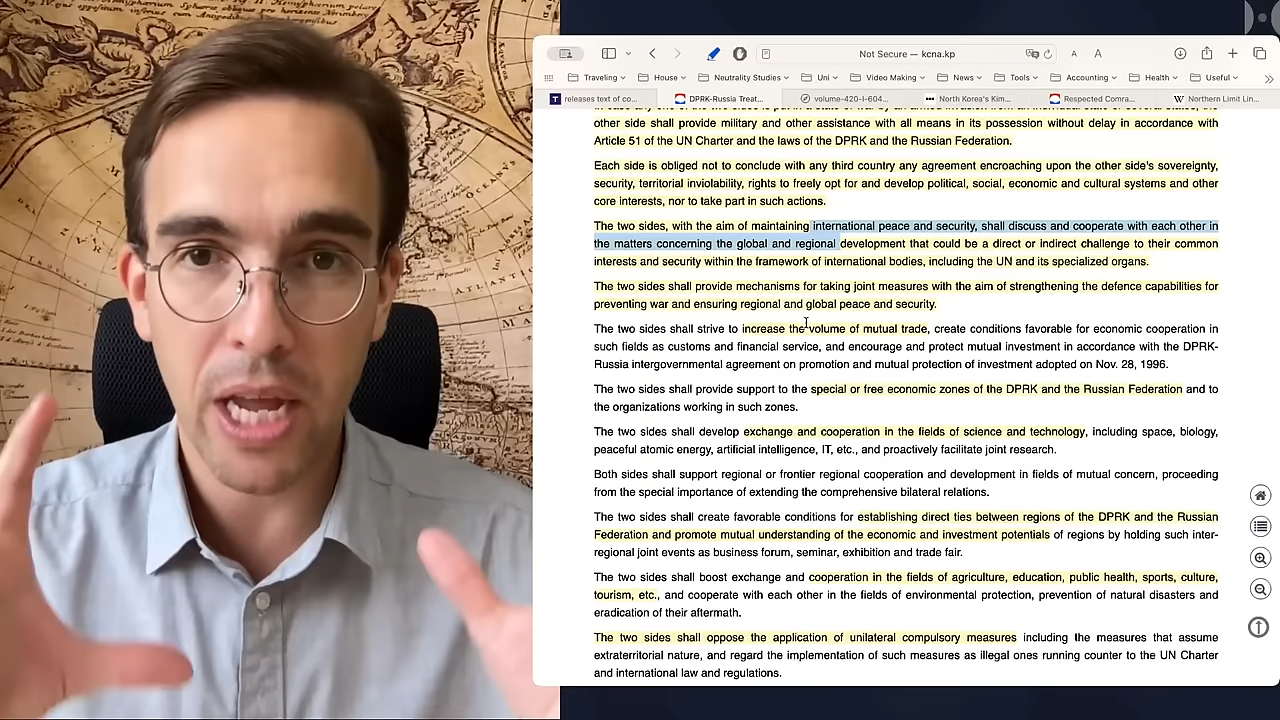 Not Secure — kcna.kp
A A
Traveling House Neutrality Studies Uni Video Making News Tools Accounting Health Useful
releases text of co... DPRK-Russia Treat... volume-420-I-604... North Korea's Kim... Respected Comra... Northern Limit Lin...
other side shall provide military and other assistance with all means in its possession without delay in accordance with
Article 51 of the UN Charter and the laws of the DPRK and the Russian Federation.
Each side is obliged not to conclude with any third country any agreement encroaching upon the other side's sovereignty,
security, territorial inviolability, rights to freely opt for and develop political, social, economic and cultural systems and other
core interests, nor to take part in such actions.
The two sides, with the aim of maintaining international peace and security, shall discuss and cooperate with each other in
the matters concerning the global and regional development that could be a direct or indirect challenge to their common
interests and security within the framework of international bodies, including the UN and its specialized organs.
The two sides shall provide mechanisms for taking joint measures with the aim of strengthening the defence capabilities for
preventing war and ensuring regional and global peace and security.
The two sides shall strive to increase the volume of mutual trade, create conditions favorable for economic cooperation in
such fields as customs and financial service, and encourage and protect mutual investment in accordance with the DPRK-
Russia intergovernmental agreement on promotion and mutual protection of investment adopted on Nov. 28, 1996.
The two sides shall provide support to the special or free economic zones of the DPRK and the Russian Federation and to
the organizations working in such zones.
The two sides shall develop exchange and cooperation in the fields of science and technology, including space, biology,
peaceful atomic energy, artificial intelligence, IT, etc., and proactively facilitate joint research.
Both sides shall support regional or frontier regional cooperation and development in fields of mutual concern, proceeding
from the special importance of extending the comprehensive bilateral relations.
The two sides shall create favorable conditions for establishing direct ties between regions of the DPRK and the Russian
Federation and promote mutual understanding of the economic and investment potentials of regions by holding such inter-
regional joint events as business forum, seminar, exhibition and trade fair.
The two sides shall boost exchange and cooperation in the fields of agriculture, education, public health, sports, culture,
tourism, etc., and cooperate with each other in the fields of environmental protection, prevention of natural disasters and
eradication of their aftermath.
The two sides shall oppose the application of unilateral compulsory measures including the measures that assume
extraterritorial nature, and regard the implementation of such measures as illegal ones running counter to the UN Charter
and international law and regulations.